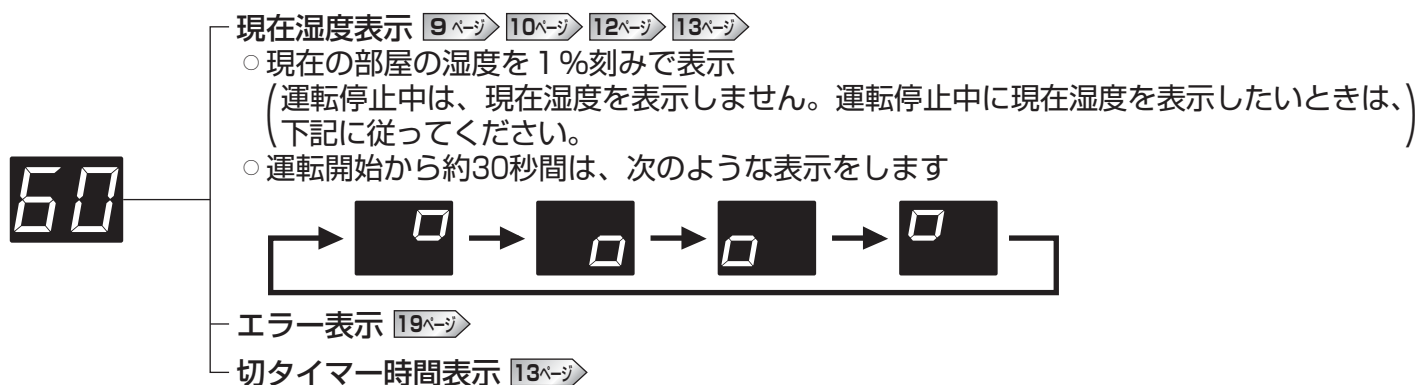 現在湿度表示 9ページ 10ページ 12ページ 13ページ
○現在の部屋の湿度を1%刻みで表示
(運転停止中は、現在湿度を表示しません。運転停止中に現在湿度を表示したいときは、
下記に従ってください。)
60
○運転開始から約30秒間は、次のような表示をします
エラー表示 19ページ
切タイマー時間表示 13ページ